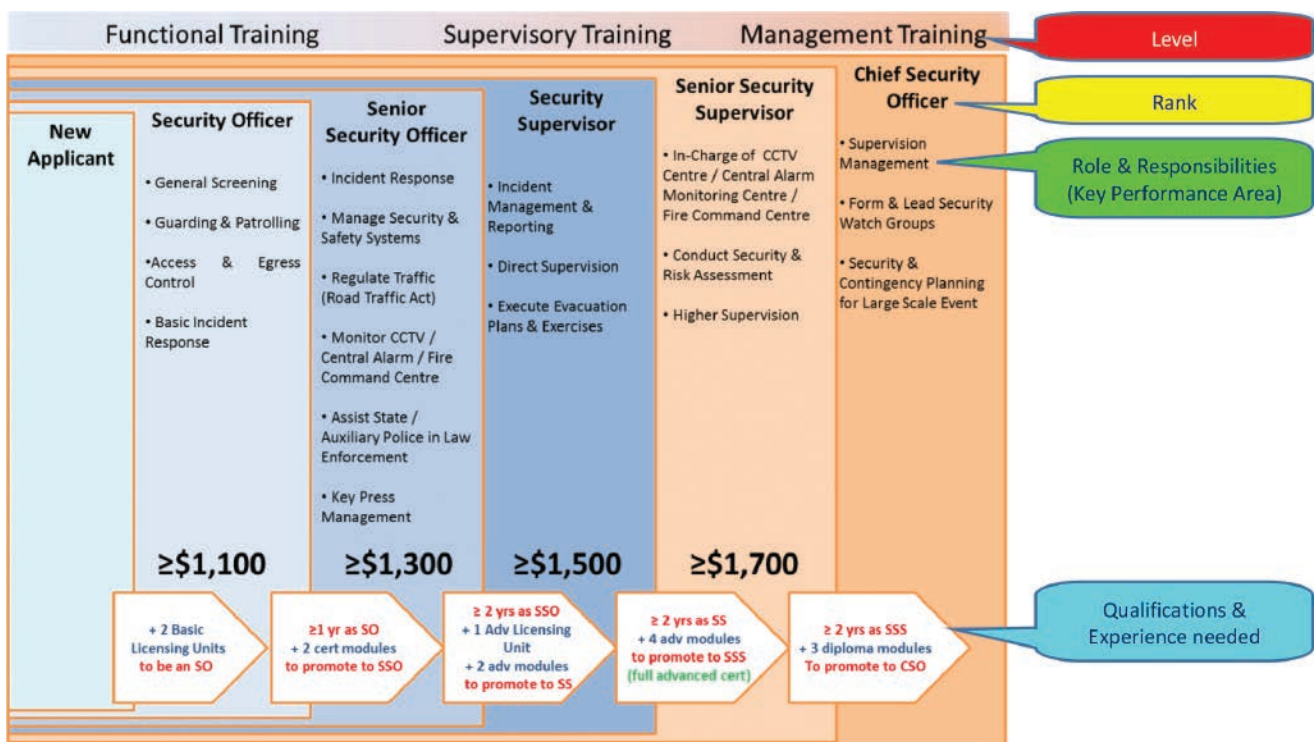 Functional Training
Supervisory Training
Management Training
Level
New
Applicant
Security Officer
• General Screening
• Guarding & Patrolling
•Access & Egress
Control
• Basic Incident
Response
≥$1,100
Senior
Security Officer
• Incident Response
• Manage Security &
Safety Systems
• Regulate Traffic
(Road Traffic Act)
• Monitor CCTV /
Central Alarm / Fire
Command Centre
• Assist State /
Auxiliary Police in Law
Enforcement
• Key Press
Management
≥$1,300
Security
Supervisor
• Incident
Management &
Reporting
• Direct Supervision
• Execute Evacuation
Plans & Exercises
≥$1,500
Senior Security
Supervisor
• In-Charge of CCTV
Centre / Central Alarm
Monitoring Centre /
Fire Command Centre
• Conduct Security &
Risk Assessment
• Higher Supervision
≥$1,700
Chief Security
Officer
• Supervision
Management
• Form & Lead Security
Watch Groups
• Security &
Contingency Planning
for Large Scale Event
Rank
Role & Responsibilities
(Key Performance Area)
+ 2 Basic
Licensing Units
to be an SO
≥1 yr as SO
+ 2 cert modules
to promote to SSO
≥ 2 yrs as SSO
+ 1 Adv Licensing
Unit
+ 2 adv modules
to promote to SS
≥ 2 yrs as SS
+ 4 adv modules
to promote to SSS
(full advanced cert)
≥ 2 yrs as SSS
+ 3 diploma modules
To promote to CSO
Qualifications &
Experience needed